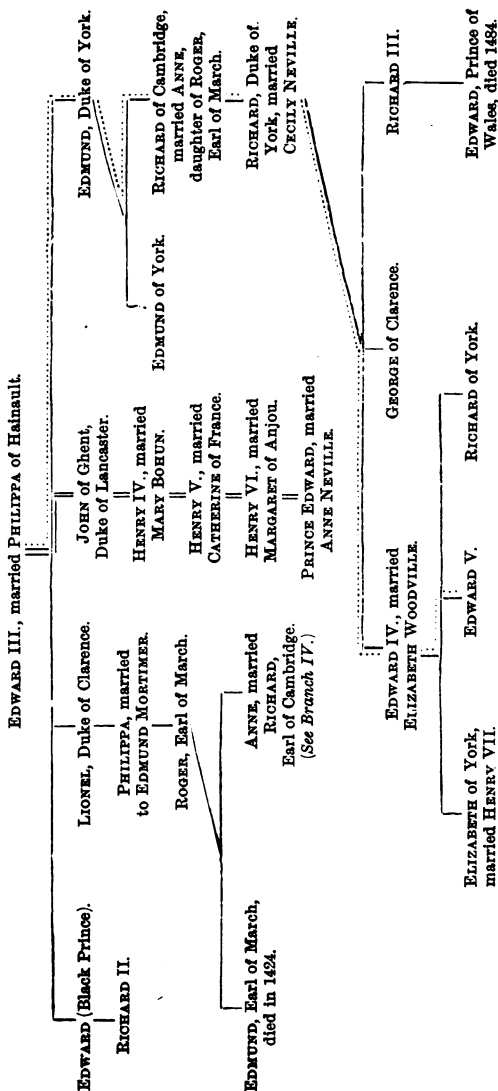 EDWARD III., married PHILIPPA of Hainault.
EDWARD (Black Prince).
RICHARD II.
LIONEL, Duke of Clarence.
PHILIPPA, married
to EDMUND MORTIMER.
ROGER, Earl of March.
EDMUND, Earl of March,
died in 1424.
ANNE, married
RICHARD,
Earl of Cambridge.
(See Branch IV.)
JOHN of Ghent,
Duke of Lancaster.
HENRY IV., married
MARY BOHUN.
HENRY V., married
CATHERINE of France.
HENRY VI., married
MARGARET of Anjou.
PRINCE EDWARD, married
ANNE NEVILLE.
EDMUND, Duke of York.
EDMUND of York.
RICHARD of Cambridge,
married ANNE,
daughter of ROGER,
Earl of March.
RICHARD, Duke of
York, married
CECILY NEVILLE.
EDWARD IV., married
ELIZABETH WOODVILLE.
GEORGE of Clarence.
RICHARD III.
ELIZABETH of York,
married HENRY VII.
EDWARD V.
RICHARD of York.
EDWARD, Prince of
Wales, died 1484.